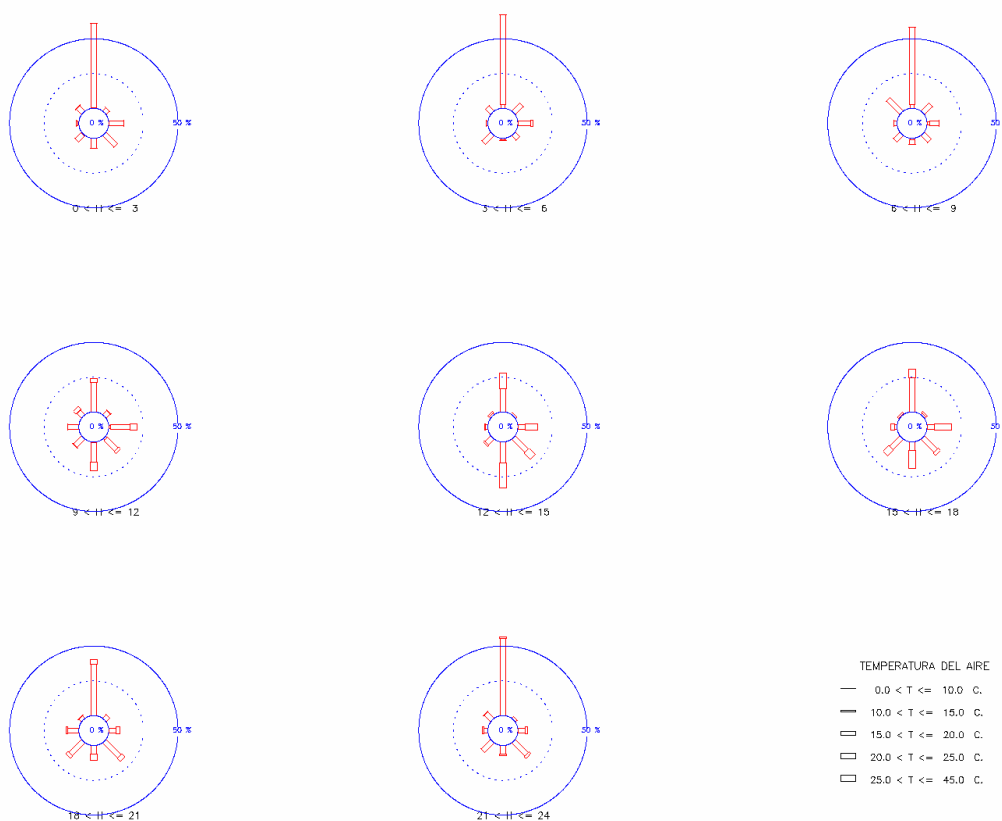 0 %
50 %
0 %
50 %
0 %
50
0 < H <= 3
3 < H <= 6
6 < H <= 9
0 %
50 %
0 %
50 %
0 %
50
9 < H <= 12
12 < H <= 15
15 < H <= 18
0 %
50 %
0 %
50 %
18 < H <= 21
21 < H <= 24
TEMPERATURA DEL AIRE
0.0 < T <= 10.0 C.
10.0 < T <= 15.0 C.
15.0 < T <= 20.0 C.
20.0 < T <= 25.0 C.
25.0 < T <= 45.0 C.